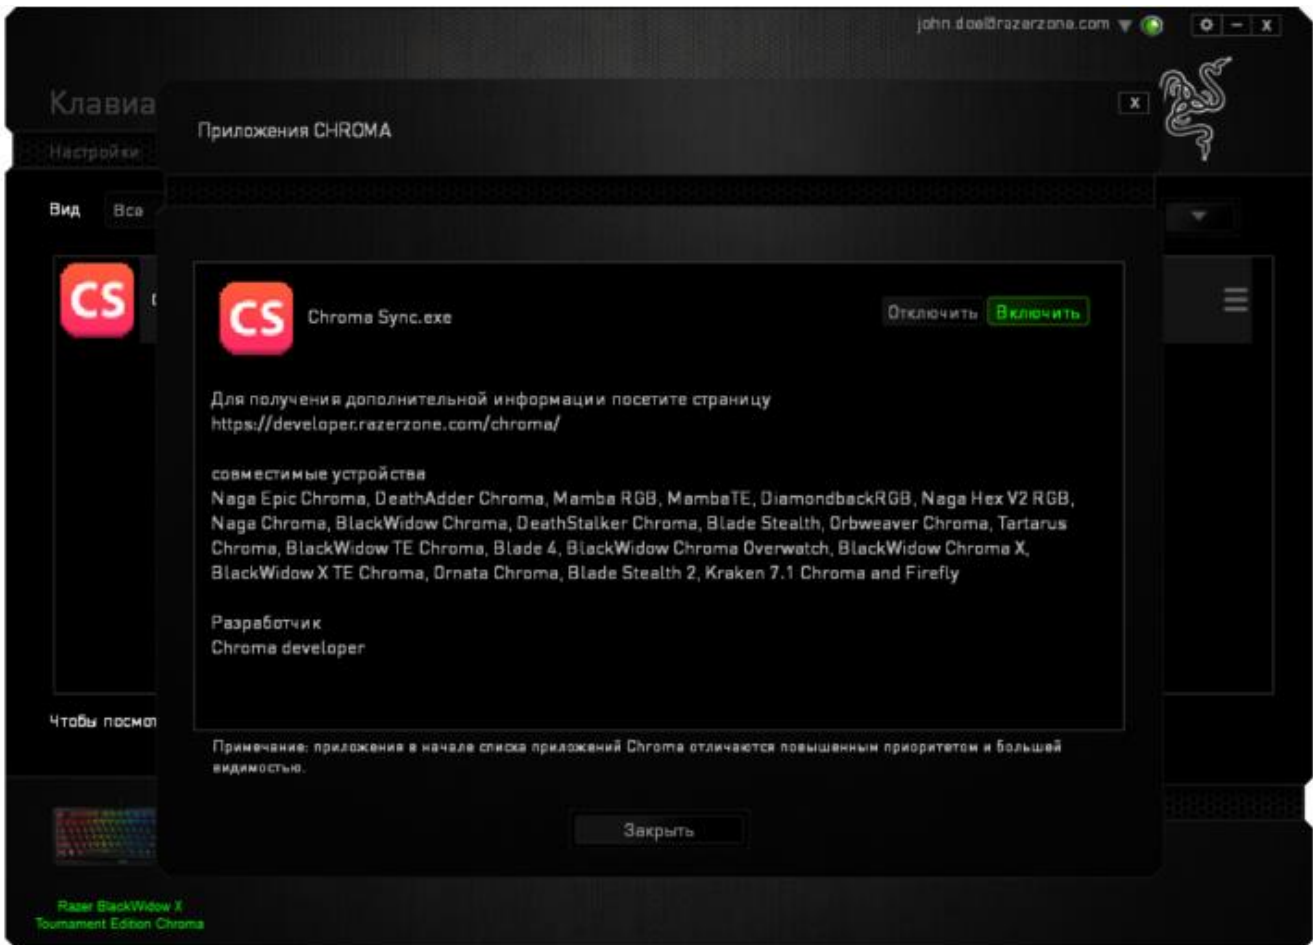 john.doe@razerzone.com
Клавиа
Приложения CHROMA
Настройки
Вид Все
CS
CS Chroma Sync.exe
Отключить Включить
Для получения дополнительной информации посетите страницу
https://developer.razerzone.com/chroma/
совместимые устройства
Naga Epic Chroma, DeathAdder Chroma, Mamba RGB, MambaTE, DiamondbackRGB, Naga Hex V2 RGB,
Naga Chroma, BlackWidow Chroma, DeathStalker Chroma, Blade Stealth, Orbweaver Chroma, Tartarus
Chroma, BlackWidow TE Chroma, Blade 4, BlackWidow Chroma Overwatch, BlackWidow Chroma X,
BlackWidow X TE Chroma, Ornata Chroma, Blade Stealth 2, Kraken 7.1 Chroma and Firefly
Разработчик
Chroma developer
Чтобы посмот
Примечание: приложения в начале списка приложений Chroma отличаются повышенным приоритетом и большей
видимостью.
Закрыть
Razer BlackWidow X
Tournament Edition Chroma